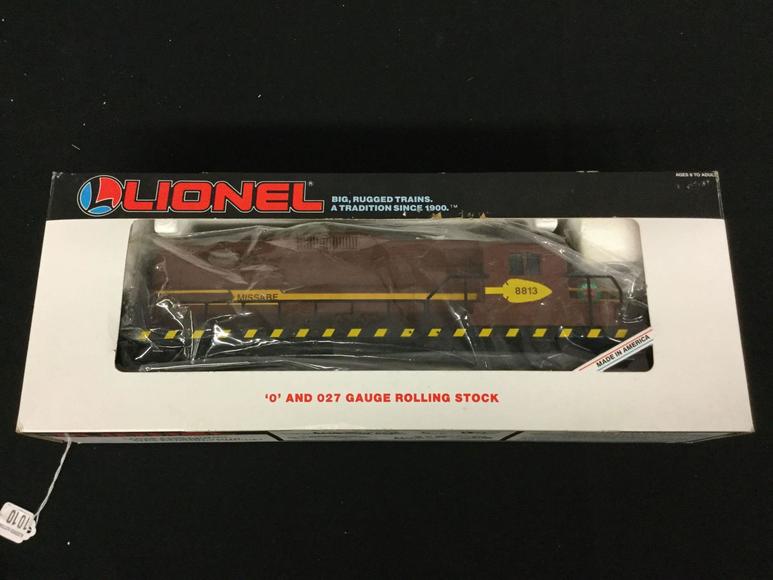 LIONEL®
BIG, RUGGED TRAINS.
A TRADITION SINCE 1900.™
AGES 8 TO ADULT
MISSABE
8813
MADE IN AMERICA
'O' AND 027 GAUGE ROLLING STOCK
1010